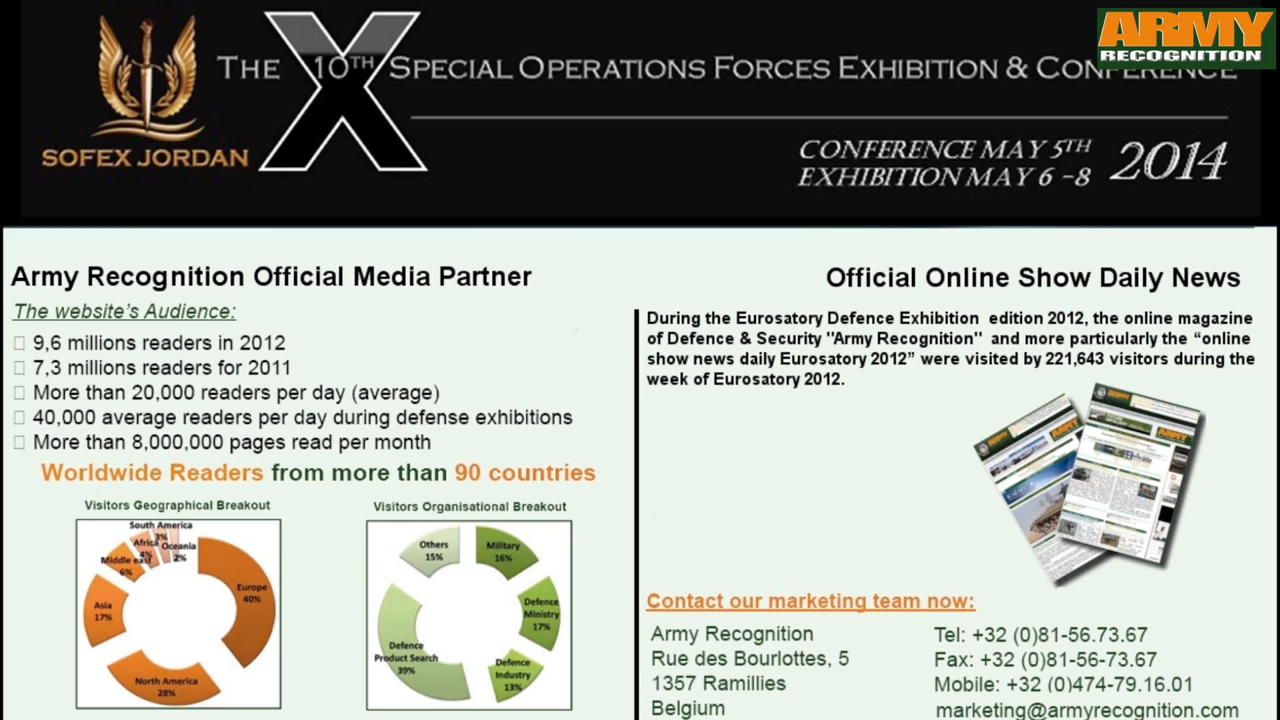 ARMY
RECOGNITION
THE 10TH SPECIAL OPERATIONS FORCES EXHIBITION & CONFERENCE
X
SOFEX JORDAN
CONFERENCE MAY 5TH
EXHIBITION MAY 6 -8
2014
Army Recognition Official Media Partner
The website's Audience:
9,6 millions readers in 2012
7,3 millions readers for 2011
More than 20,000 readers per day (average)
40,000 average readers per day during defense exhibitions
More than 8,000,000 pages read per month
Worldwide Readers from more than 90 countries
Visitors Geographical Breakout
South America
3%
Africa
4%
Oceania
2%
Middle east
6%
Europe
40%
Asia
17%
North America
28%
Visitors Organisational Breakout
Others
15%
Military
16%
Defence
Ministry
17%
Defence
Product Search
39%
Defence
Industry
13%
Official Online Show Daily News
During the Eurosatory Defence Exhibition edition 2012, the online magazine
of Defence & Security "Army Recognition" and more particularly the “online
show news daily Eurosatory 2012” were visited by 221,643 visitors during the
week of Eurosatory 2012.
ARMY
ARMY
Contact our marketing team now:
Army Recognition
Rue des Bourlottes, 5
1357 Ramillies
Belgium
Tel: +32 (0)81-56.73.67
Fax: +32 (0)81-56-73.67
Mobile: +32 (0)474-79.16.01
marketing@armyrecognition.com